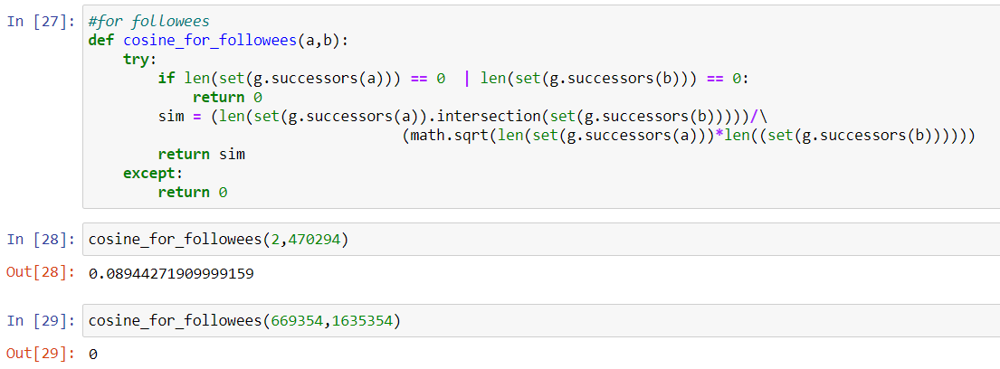 In [27]: #for followees
def cosine_for_followees(a,b):
    try:
        if len(set(g.successors(a))) == 0  | len(set(g.successors(b))) == 0:
            return 0
        sim = (len(set(g.successors(a)).intersection(set(g.successors(b)))))/\
                                    (math.sqrt(len(set(g.successors(a)))*len((set(g.successors(b))))))
        return sim
    except:
        return 0
In [28]: cosine_for_followees(2,470294)
Out[28]: 0.08944271909999159
In [29]: cosine_for_followees(669354,1635354)
Out[29]: 0